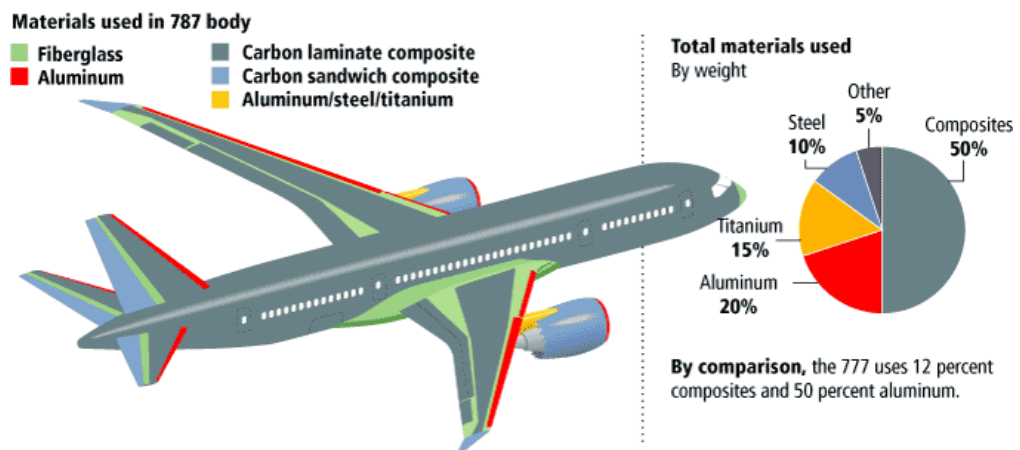 Materials used in 787 body
Fiberglass
Aluminum
Carbon laminate composite
Carbon sandwich composite
Aluminum/steel/titanium
Total materials used
By weight
Other
5%
Steel
10%
Composites
50%
Titanium
15%
Aluminum
20%
By comparison, the 777 uses 12 percent
composites and 50 percent aluminum.